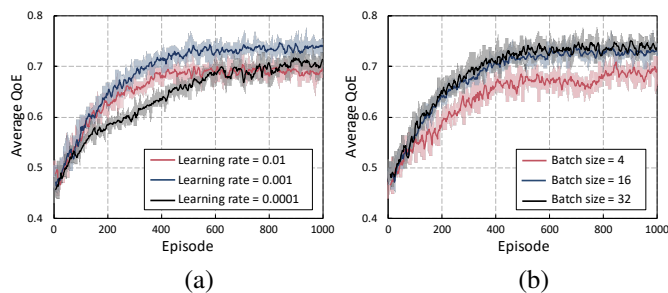 Average QoE
0.8
0.7
0.6
0.5
0.4
0 200 400 600 800 1000
Episode
Learning rate = 0.01
Learning rate = 0.001
Learning rate = 0.0001
(a)
Average QoE
0.8
0.7
0.6
0.5
0.4
0 200 400 600 800 1000
Episode
Batch size = 4
Batch size = 16
Batch size = 32
(b)